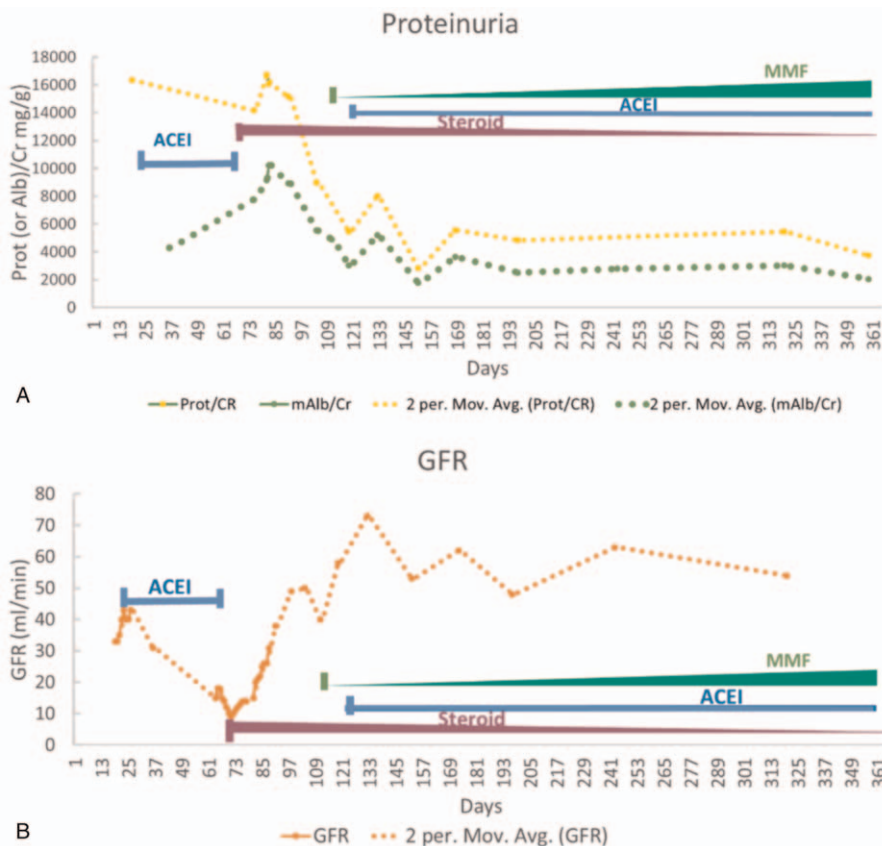 Proteinuria
18000
16000
14000
12000
10000
8000
6000
4000
2000
0
Prot (or Alb)/Cr mg/g
MMF
ACEI
Steroid
ACEI
1 13 25 37 49 61 73 85 97 109 121 133 145 157 169 181 193 205 217 229 241 253 265 277 289 301 313 325 337 349 361
Days
A
Prot/CR mAlb/Cr 2 per. Mov. Avg. (Prot/CR) 2 per. Mov. Avg. (mAlb/Cr)
GFR
80
70
60
50
40
30
20
10
0
GFR (ml/min)
ACEI
MMF
ACEI
Steroid
1 13 25 37 49 61 73 85 97 109 121 133 145 157 169 181 193 205 217 229 241 253 265 277 289 301 313 325 337 349 361
Days
B
GFR 2 per. Mov. Avg. (GFR)